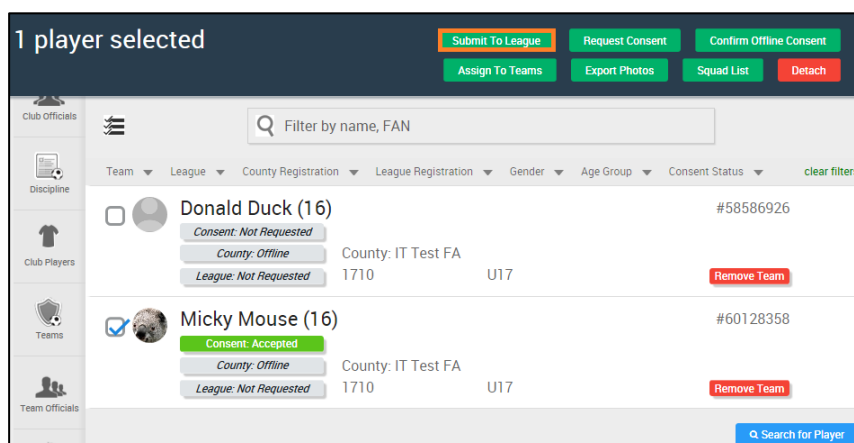 1 player selected
Submit To League
Request Consent
Confirm Offline Consent
Assign To Teams
Export Photos
Squad List
Detach
Club Officials
Discipline
Club Players
Teams
Team Officials
Filter by name, FAN
Team
League
County Registration
League Registration
Gender
Age Group
Consent Status
clear filter
Donald Duck (16)
#58586926
Consent: Not Requested
County: Offline
County: IT Test FA
League: Not Requested
1710
U17
Remove Team
Micky Mouse (16)
#60128358
Consent: Accepted
County: Offline
County: IT Test FA
League: Not Requested
1710
U17
Remove Team
Search for Player